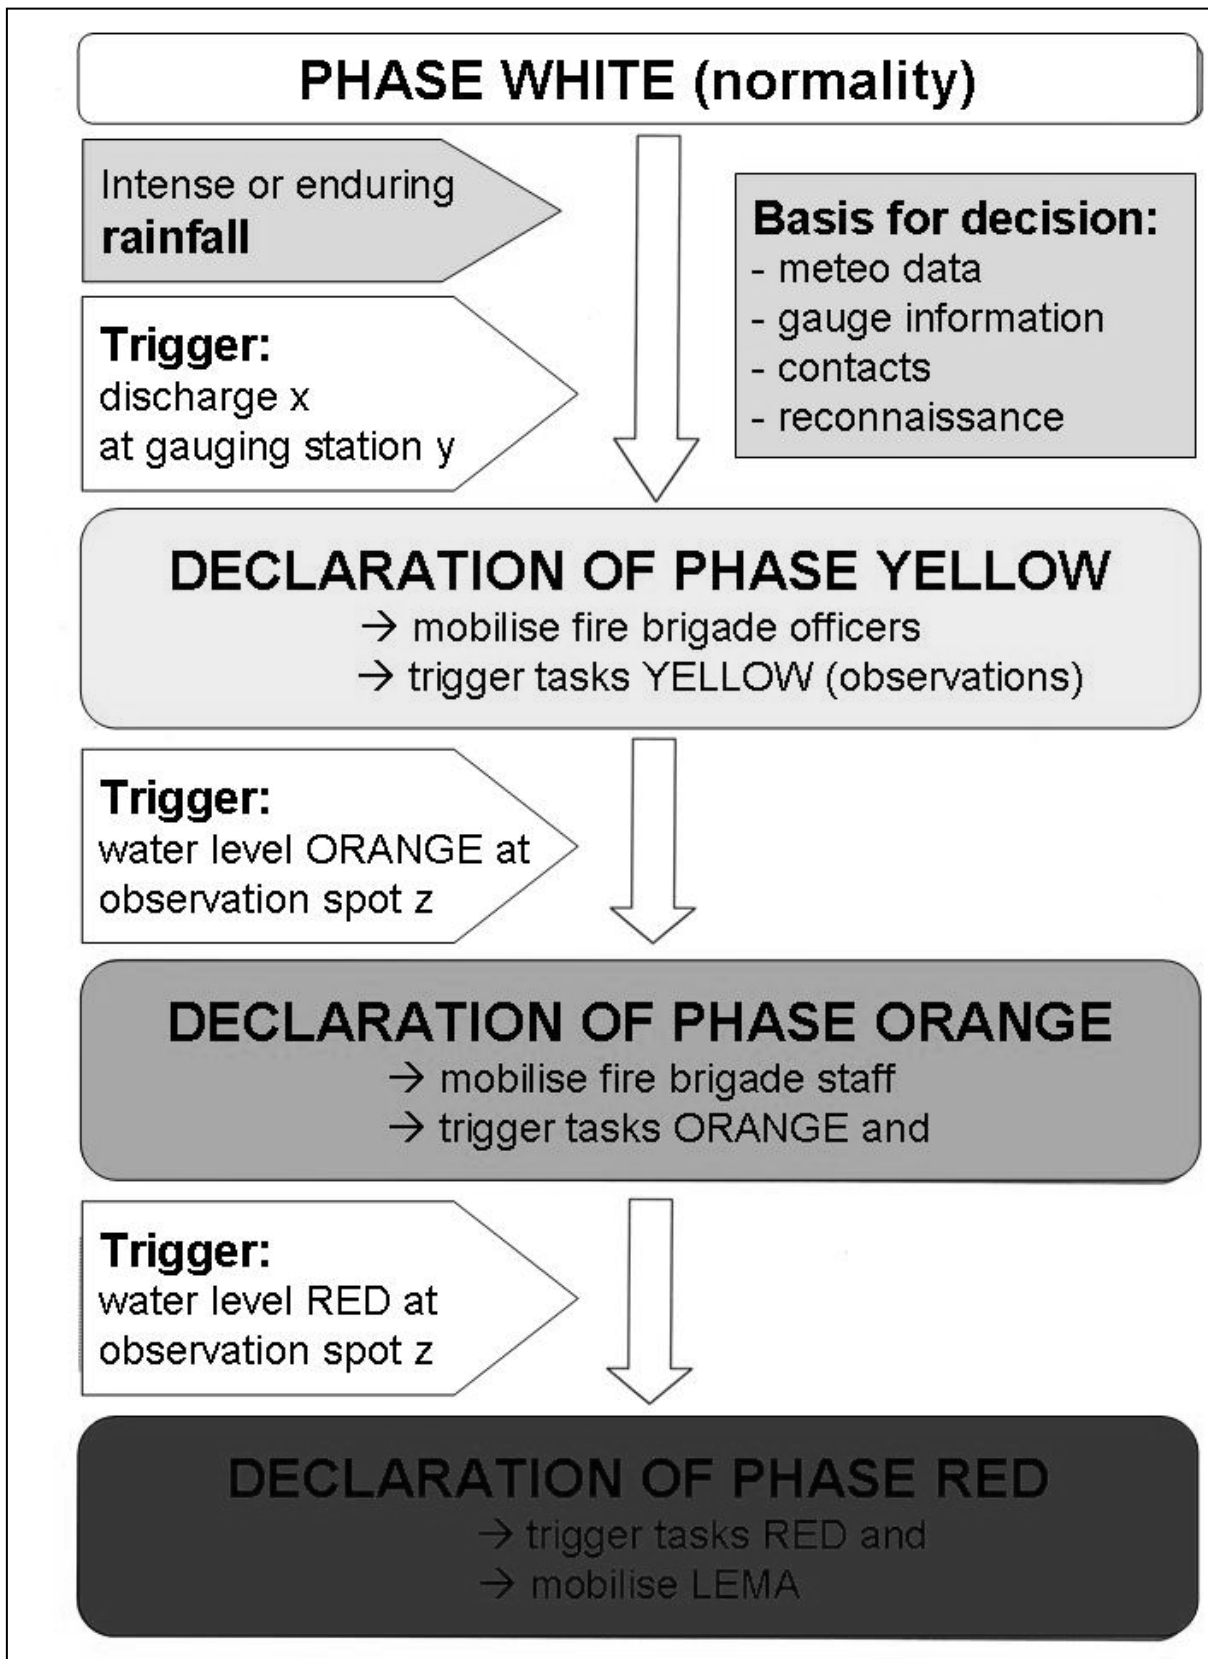 PHASE WHITE (normality)
Intense or enduring
rainfall
Basis for decision:
- meteo data
- gauge information
- contacts
- reconnaissance
Trigger:
discharge x
at gauging station y
DECLARATION OF PHASE YELLOW
→ mobilise fire brigade officers
→ trigger tasks YELLOW (observations)
Trigger:
water level ORANGE at
observation spot z
DECLARATION OF PHASE ORANGE
→ mobilise fire brigade staff
→ trigger tasks ORANGE and
Trigger:
water level RED at
observation spot z
DECLARATION OF PHASE RED
→ trigger tasks RED and
→ mobilise LEMA